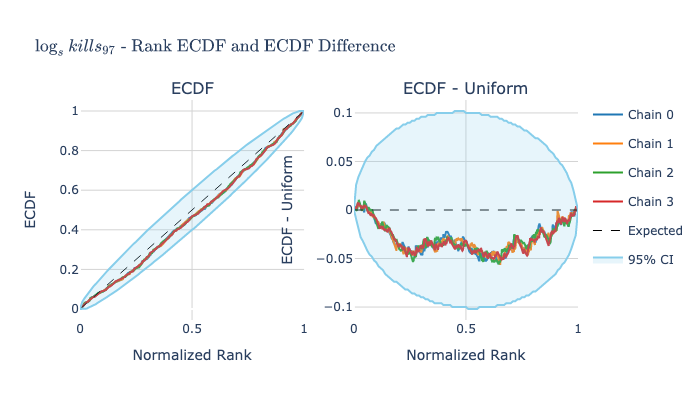 log_s kills_97 - Rank ECDF and ECDF Difference
ECDF
ECDF - Uniform
1
0.8
0.6
0.4
0.2
0
ECDF
0
0.5
1
Normalized Rank
0.1
0.05
0
−0.05
−0.1
ECDF - Uniform
0
0.5
1
Normalized Rank
Chain 0
Chain 1
Chain 2
Chain 3
Expected
95% CI